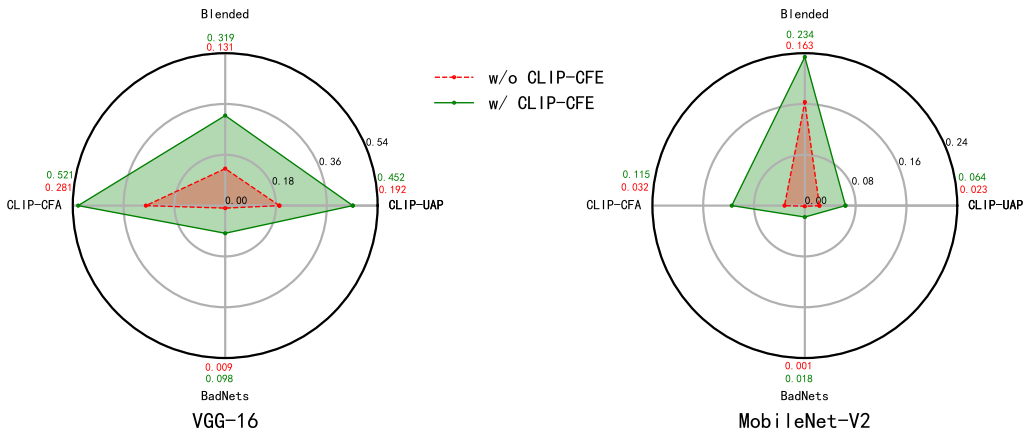 Blended
0.319
0.131
0.54
0.36
0.18
0.00
0.521
0.281
CLIP-CFA
0.452
0.192
CLIP-UAP
0.009
0.098
BadNets
VGG-16
w/o CLIP-CFE
w/ CLIP-CFE
Blended
0.234
0.163
0.24
0.16
0.08
0.00
0.115
0.032
CLIP-CFA
0.064
0.023
CLIP-UAP
0.001
0.018
BadNets
MobileNet-V2